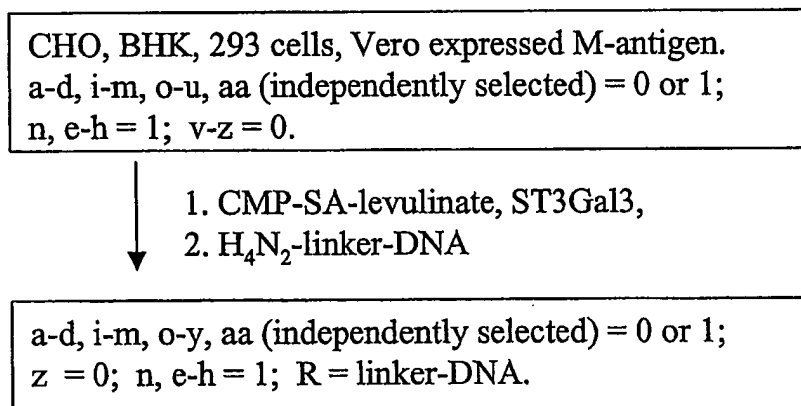 CHO, BHK, 293 cells, Vero expressed M-antigen.
a-d, i-m, o-u, aa (independently selected) = 0 or 1;
n, e-h = 1; v-z = 0.
1. CMP-SA-levulinate, ST3Gal3,
2. H₄N₂-linker-DNA
a-d, i-m, o-y, aa (independently selected) = 0 or 1;
z = 0; n, e-h = 1; R = linker-DNA.